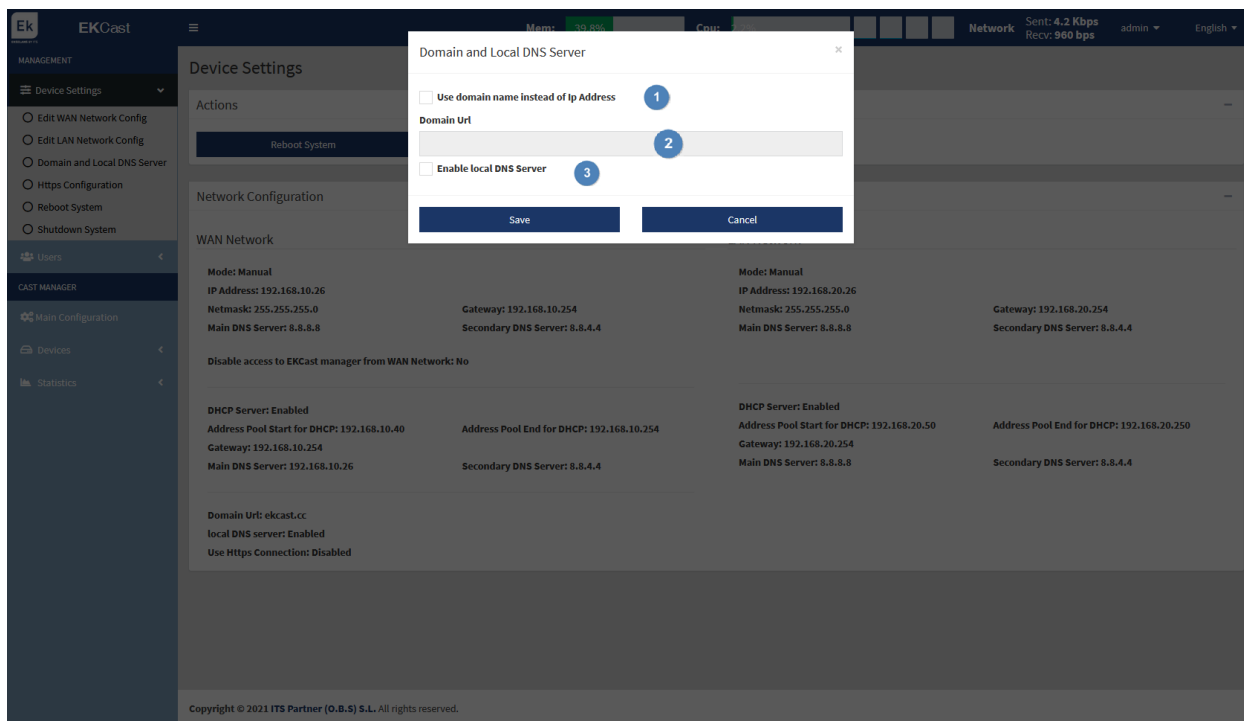 Ek EKCast
Mem: 39.8% Cpu:
Network Sent: 4.2 Kbps
Recv: 960 bps
admin
English
MANAGEMENT
Device Settings
Edit WAN Network Config
Edit LAN Network Config
Domain and Local DNS Server
Https Configuration
Reboot System
Shutdown System
Users
CAST MANAGER
Main Configuration
Devices
Statistics
Device Settings
Actions
Reboot System
Domain and Local DNS Server ×
Use domain name instead of Ip Address 1
Domain Url
2
Enable local DNS Server 3
Save Cancel
Network Configuration
WAN Network
Mode: Manual
IP Address: 192.168.10.26
Netmask: 255.255.255.0 Gateway: 192.168.10.254
Main DNS Server: 8.8.8.8 Secondary DNS Server: 8.8.4.4
Disable access to EKCast manager from WAN Network: No
DHCP Server: Enabled
Address Pool Start for DHCP: 192.168.10.40 Address Pool End for DHCP: 192.168.10.254
Gateway: 192.168.10.254
Main DNS Server: 192.168.10.26 Secondary DNS Server: 8.8.4.4
Domain Url: ekcast.cc
local DNS server: Enabled
Use Https Connection: Disabled
Mode: Manual
IP Address: 192.168.20.26
Netmask: 255.255.255.0 Gateway: 192.168.20.254
Main DNS Server: 8.8.8.8 Secondary DNS Server: 8.8.4.4
DHCP Server: Enabled
Address Pool Start for DHCP: 192.168.20.50 Address Pool End for DHCP: 192.168.20.250
Gateway: 192.168.20.254
Main DNS Server: 8.8.8.8 Secondary DNS Server: 8.8.4.4
Copyright © 2021 ITS Partner (O.B.S) S.L. All rights reserved.